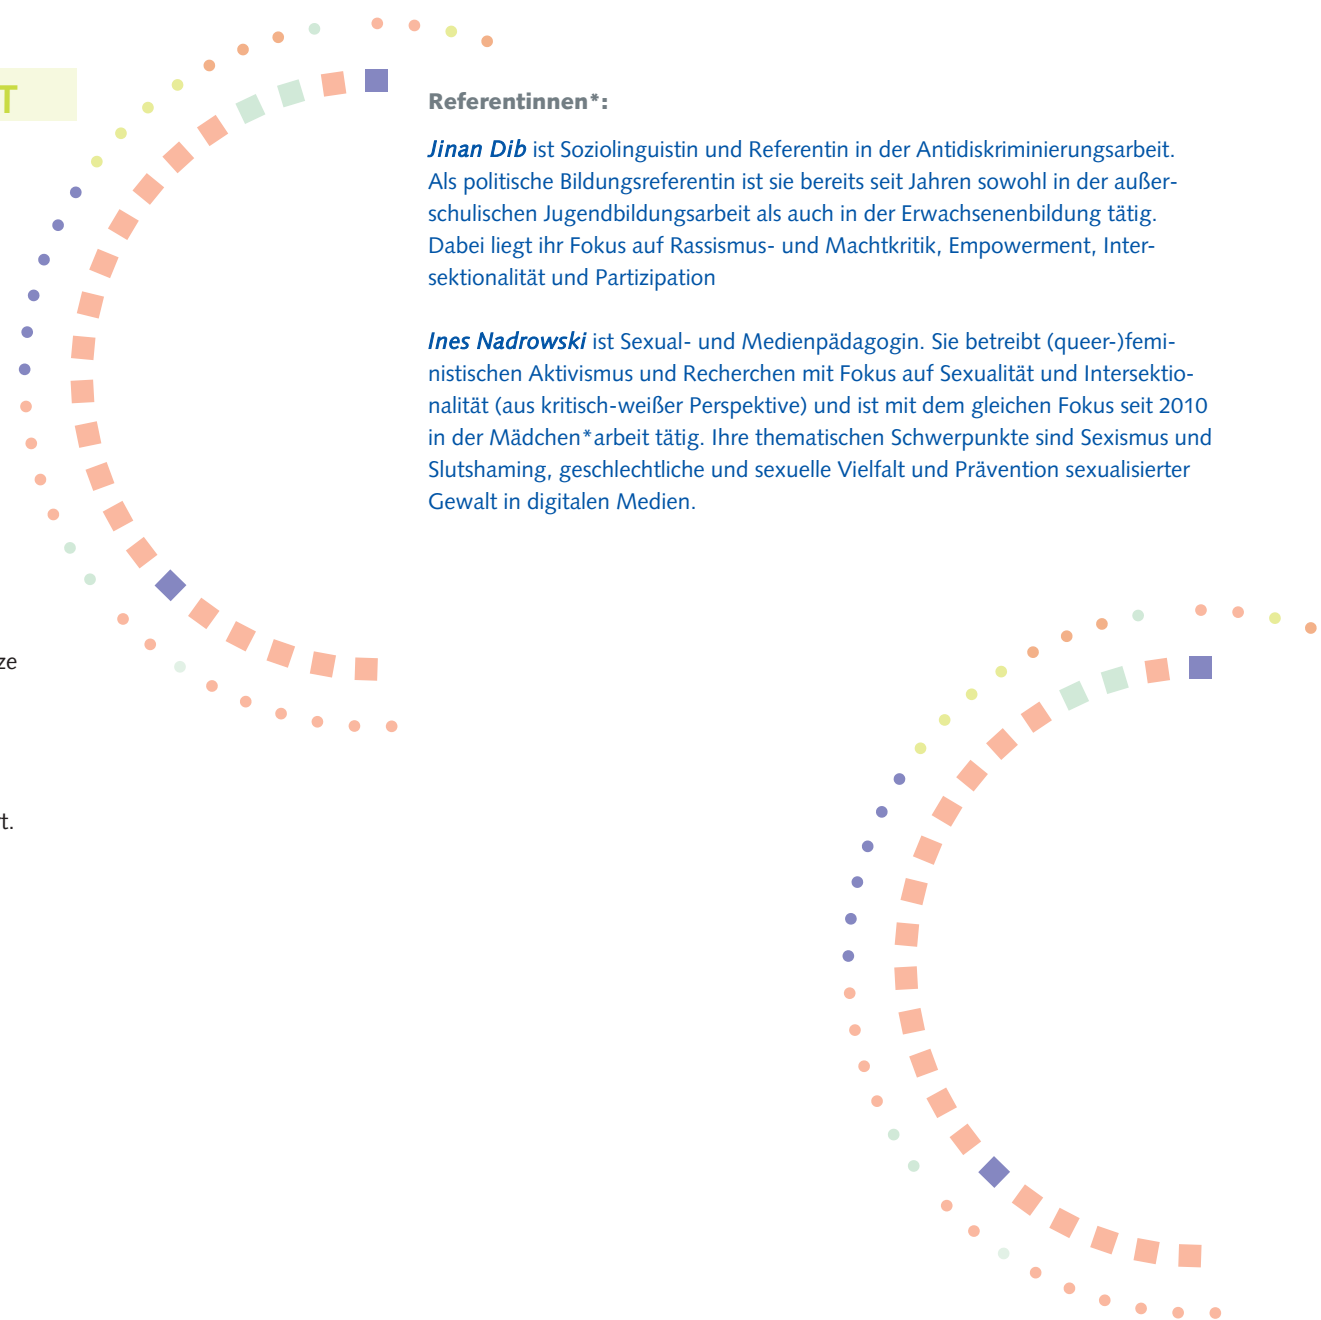 T
Referentinnen*:
Jinan Dib ist Soziolinguistin und Referentin in der Antidiskriminierungsarbeit.
Als politische Bildungsreferentin ist sie bereits seit Jahren sowohl in der außer-
schulischen Jugendbildungsarbeit als auch in der Erwachsenenbildung tätig.
Dabei liegt ihr Fokus auf Rassismus- und Machtkritik, Empowerment, Inter-
sektionalität und Partizipation
Ines Nadrowski ist Sexual- und Medienpädagogin. Sie betreibt (queer-)femi-
nistischen Aktivismus und Recherchen mit Fokus auf Sexualität und Intersektio-
nalität (aus kritisch-weißer Perspektive) und ist mit dem gleichen Fokus seit 2010
in der Mädchen*arbeit tätig. Ihre thematischen Schwerpunkte sind Sexismus und
Slutshaming, geschlechtliche und sexuelle Vielfalt und Prävention sexualisierter
Gewalt in digitalen Medien.
ze
t.